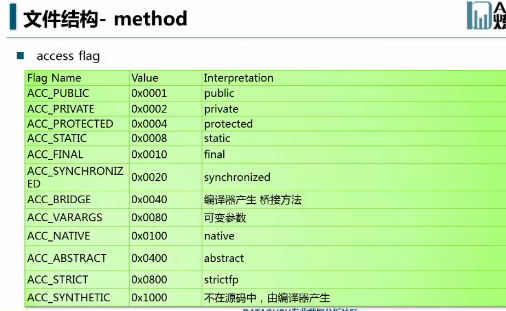 文件结构- method
access flag
Flag Name Value Interpretation
ACC_PUBLIC 0x0001 public
ACC_PRIVATE 0x0002 private
ACC_PROTECTED 0x0004 protected
ACC_STATIC 0x0008 static
ACC_FINAL 0x0010 final
ACC_SYNCHRONIZ
ED 0x0020 synchronized
ACC_BRIDGE 0x0040 编译器产生 桥接方法
ACC_VARARGS 0x0080 可变参数
ACC_NATIVE 0x0100 native
ACC_ABSTRACT 0x0400 abstract
ACC_STRICT 0x0800 strictfp
ACC_SYNTHETIC 0x1000 不在源码中，由编译器产生